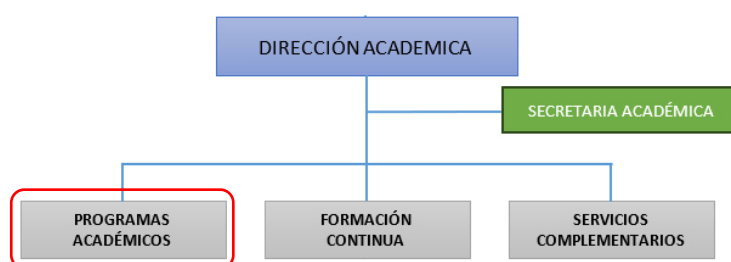 DIRECCIÓN ACADEMICA
SECRETARIA ACADÉMICA
PROGRAMAS
ACADÉMICOS
FORMACIÓN
CONTINUA
SERVICIOS
COMPLEMENTARIOS